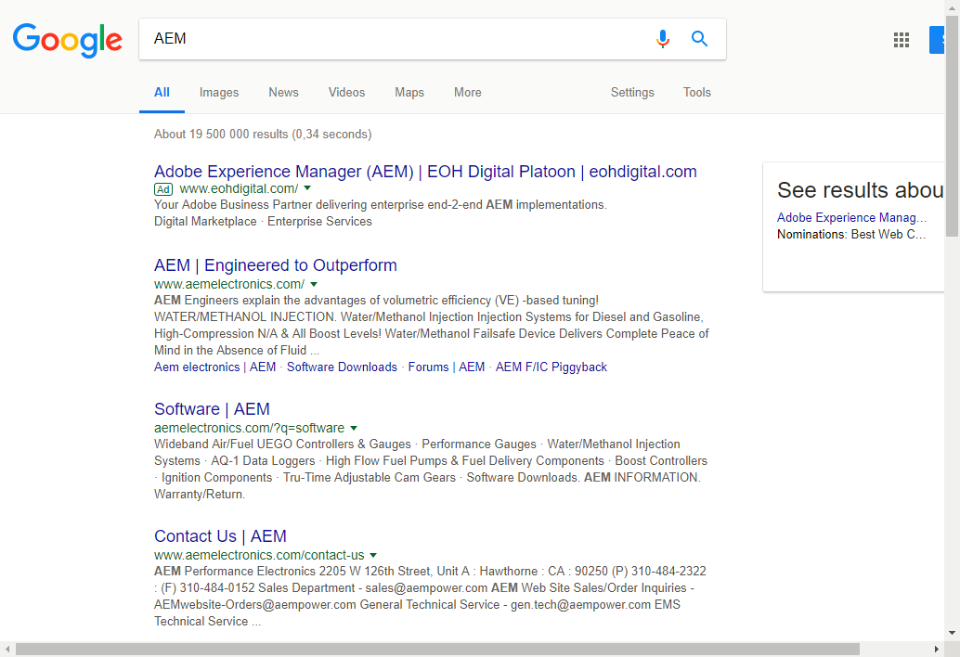 Google
AEM
All Images News Videos Maps More Settings Tools
About 19 500 000 results (0,34 seconds)
Adobe Experience Manager (AEM) | EOH Digital Platoon | eohdigital.com
Ad www.eohdigital.com/
Your Adobe Business Partner delivering enterprise end-2-end AEM implementations.
Digital Marketplace · Enterprise Services
AEM | Engineered to Outperform
www.aemelectronics.com/
AEM Engineers explain the advantages of volumetric efficiency (VE) -based tuning!
WATER/METHANOL INJECTION. Water/Methanol Injection Injection Systems for Diesel and Gasoline,
High-Compression N/A & All Boost Levels! Water/Methanol Failsafe Device Delivers Complete Peace of
Mind in the Absence of Fluid ...
Aem electronics | AEM · Software Downloads · Forums | AEM · AEM F/IC Piggyback
Software | AEM
aemelectronics.com/?q=software
Wideband Air/Fuel UEGO Controllers & Gauges · Performance Gauges · Water/Methanol Injection
Systems · AQ-1 Data Loggers · High Flow Fuel Pumps & Fuel Delivery Components · Boost Controllers
· Ignition Components · Tru-Time Adjustable Cam Gears · Software Downloads. AEM INFORMATION.
Warranty/Return.
Contact Us | AEM
www.aemelectronics.com/contact-us
AEM Performance Electronics 2205 W 126th Street, Unit A : Hawthorne : CA : 90250 (P) 310-484-2322
: (F) 310-484-0152 Sales Department - sales@aempower.com AEM Web Site Sales/Order Inquiries -
AEMwebsite-Orders@aempower.com General Technical Service - gen.tech@aempower.com EMS
Technical Service ...
See results abou
Adobe Experience Manag...
Nominations: Best Web C...